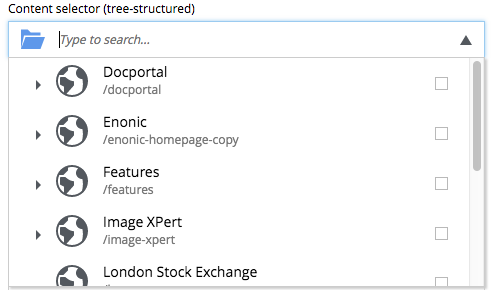 Content selector (tree-structured)
Type to search...
Docportal
/docportal
Enonic
/enonic-homepage-copy
Features
/features
Image XPert
/image-xpert
London Stock Exchange